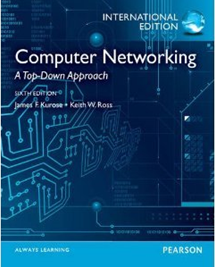 INTERNATIONAL
EDITION
Computer Networking
A Top-Down Approach
SIXTH EDITION
James F. Kurose • Keith W. Ross
ALWAYS LEARNING
PEARSON